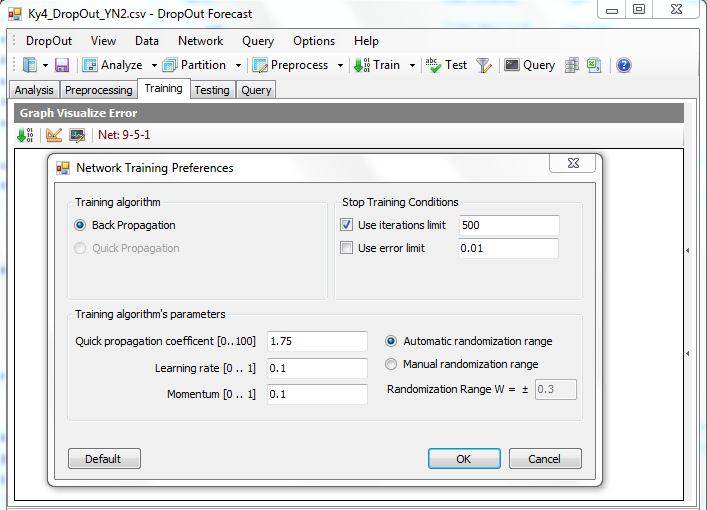 Ky4_DropOut_YN2.csv - DropOut Forecast
DropOut View Data Network Query Options Help
Analyze Partition Preprocess Train abc Test Query
Analysis Preprocessing Training Testing Query
Graph Visualize Error
Net: 9-5-1
Network Training Preferences
Training algorithm
Back Propagation
Quick Propagation
Stop Training Conditions
Use iterations limit 500
Use error limit 0.01
Training algorithm's parameters
Quick propagation coefficent [0..100] 1.75
Learning rate [0 .. 1] 0.1
Momentum [0 .. 1] 0.1
Automatic randomization range
Manual randomization range
Randomization Range W = ± 0.3
Default OK Cancel